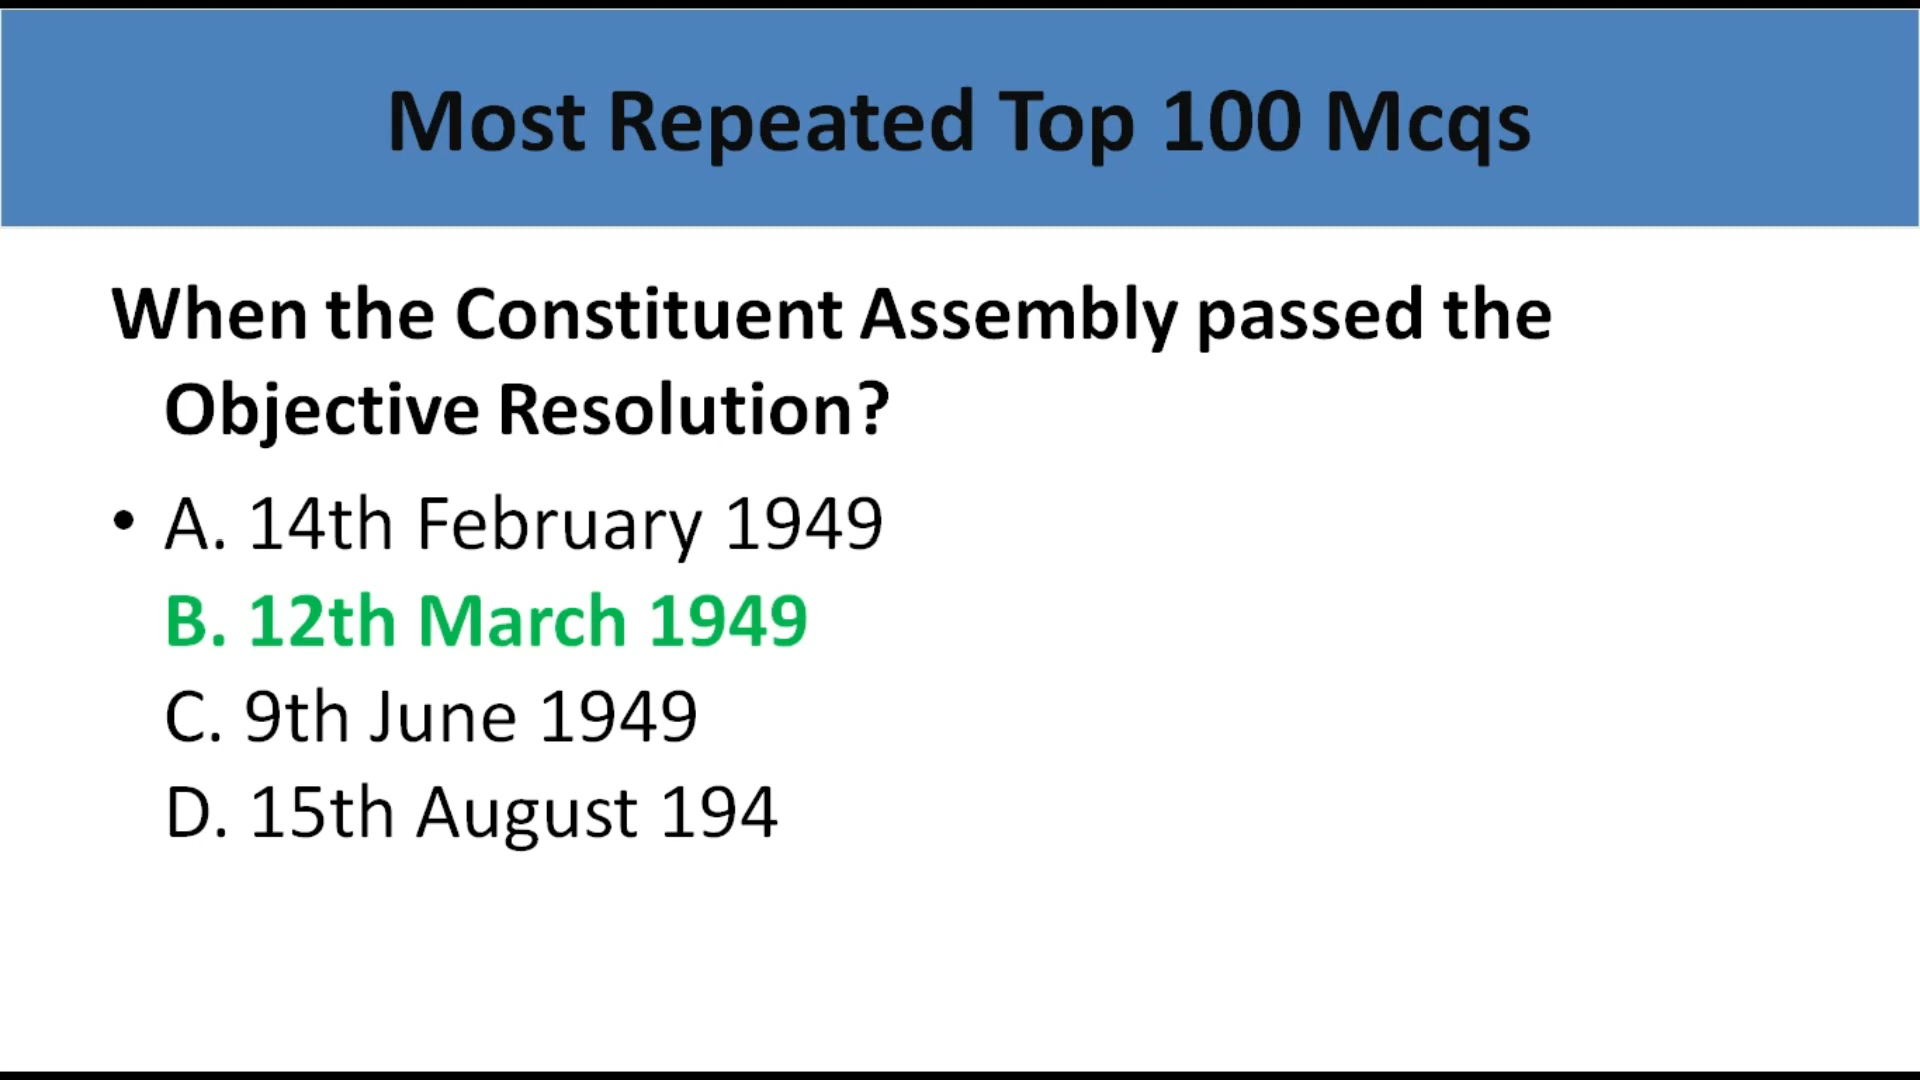 Most Repeated Top 100 Mcqs
When the Constituent Assembly passed the
Objective Resolution?
• A. 14th February 1949
B. 12th March 1949
C. 9th June 1949
D. 15th August 194